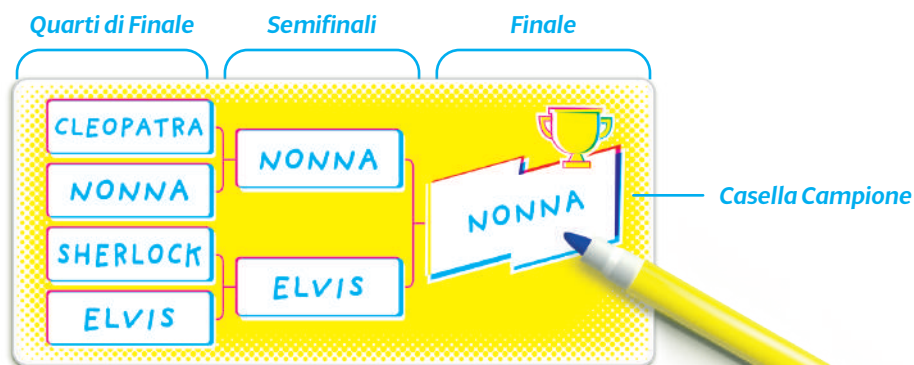 Quarti di Finale
Semifinali
Finale
CLEOPATRA
NONNA
SHERLOCK
ELVIS
NONNA
ELVIS
NONNA
Casella Campione